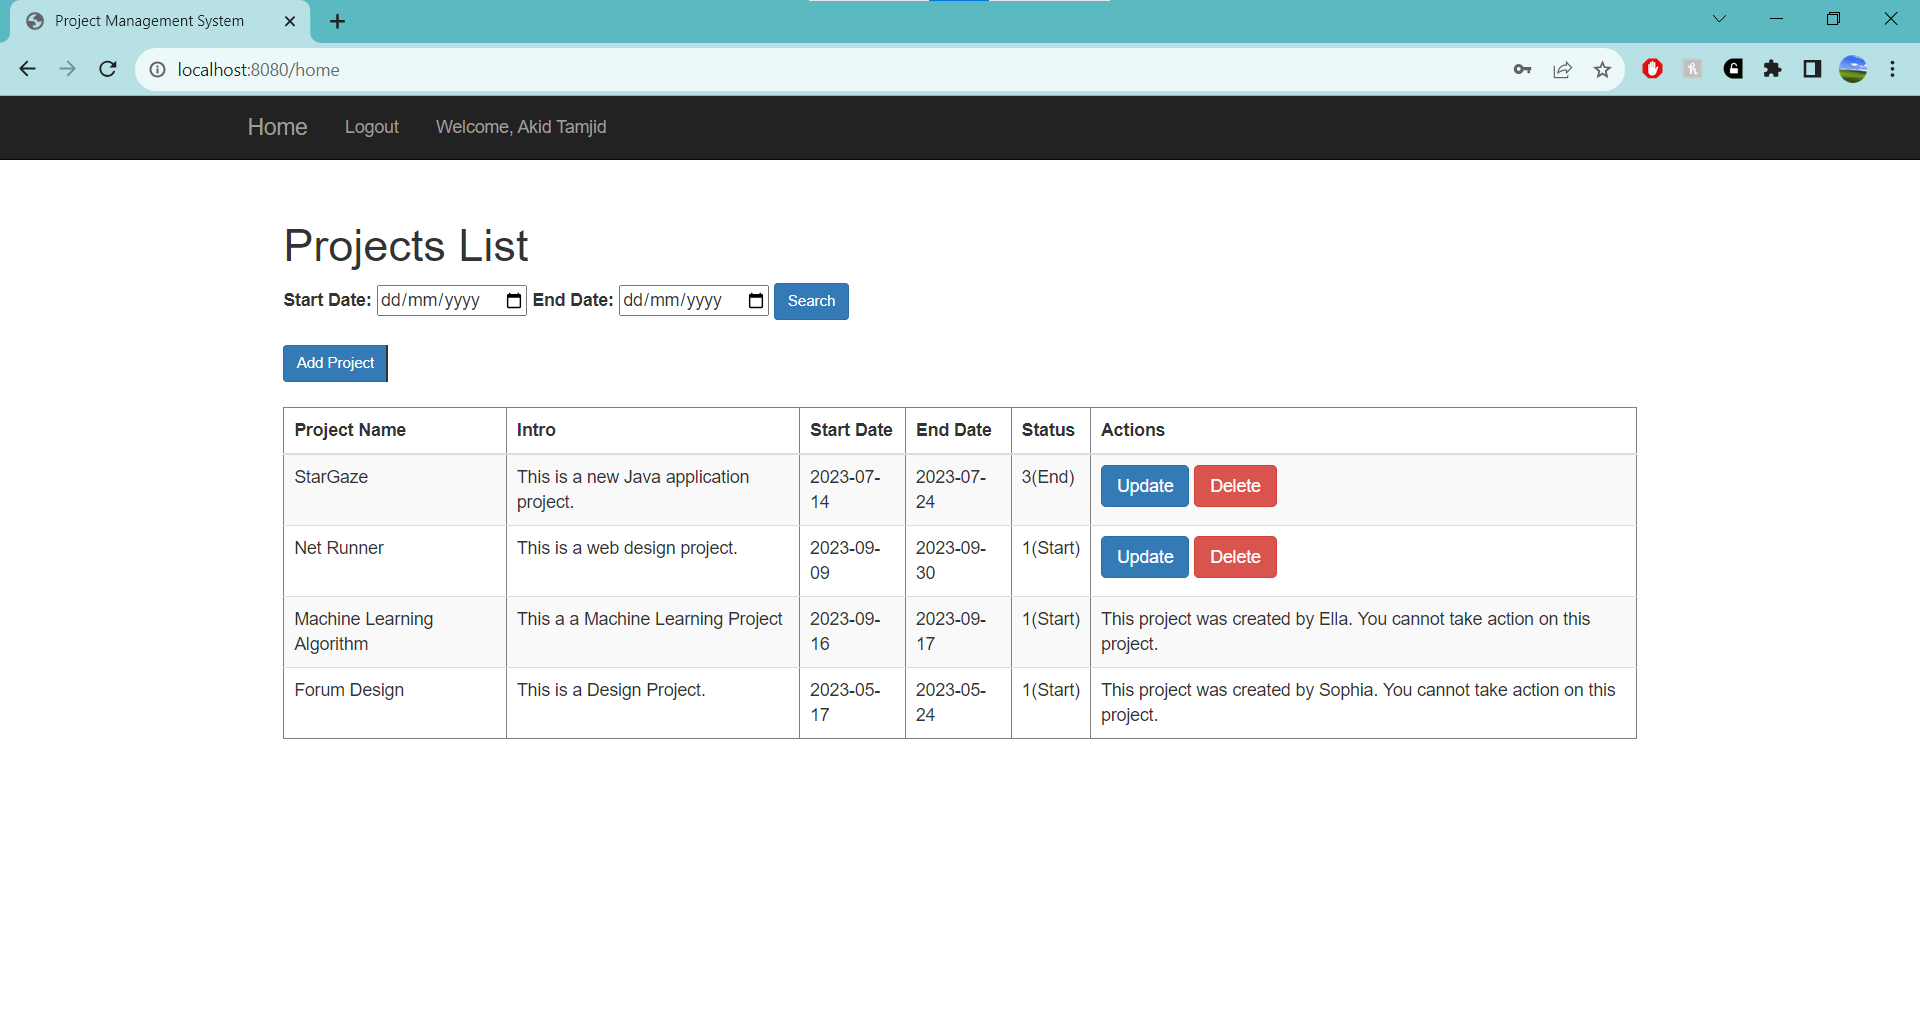 Project Management System
localhost:8080/home
Home Logout Welcome, Akid Tamjid
Projects List
Start Date: dd/mm/yyyy End Date: dd/mm/yyyy Search
Add Project
Project Name Intro Start Date End Date Status Actions
StarGaze This is a new Java application 2023-07- 2023-07- 3(End) Update Delete
project. 14 24
Net Runner This is a web design project. 2023-09- 2023-09- 1(Start) Update Delete
09 30
Machine Learning This a a Machine Learning Project 2023-09- 2023-09- 1(Start) This project was created by Ella. You cannot take action on this
Algorithm 16 17 project.
Forum Design This is a Design Project. 2023-05- 2023-05- 1(Start) This project was created by Sophia. You cannot take action on this
17 24 project.